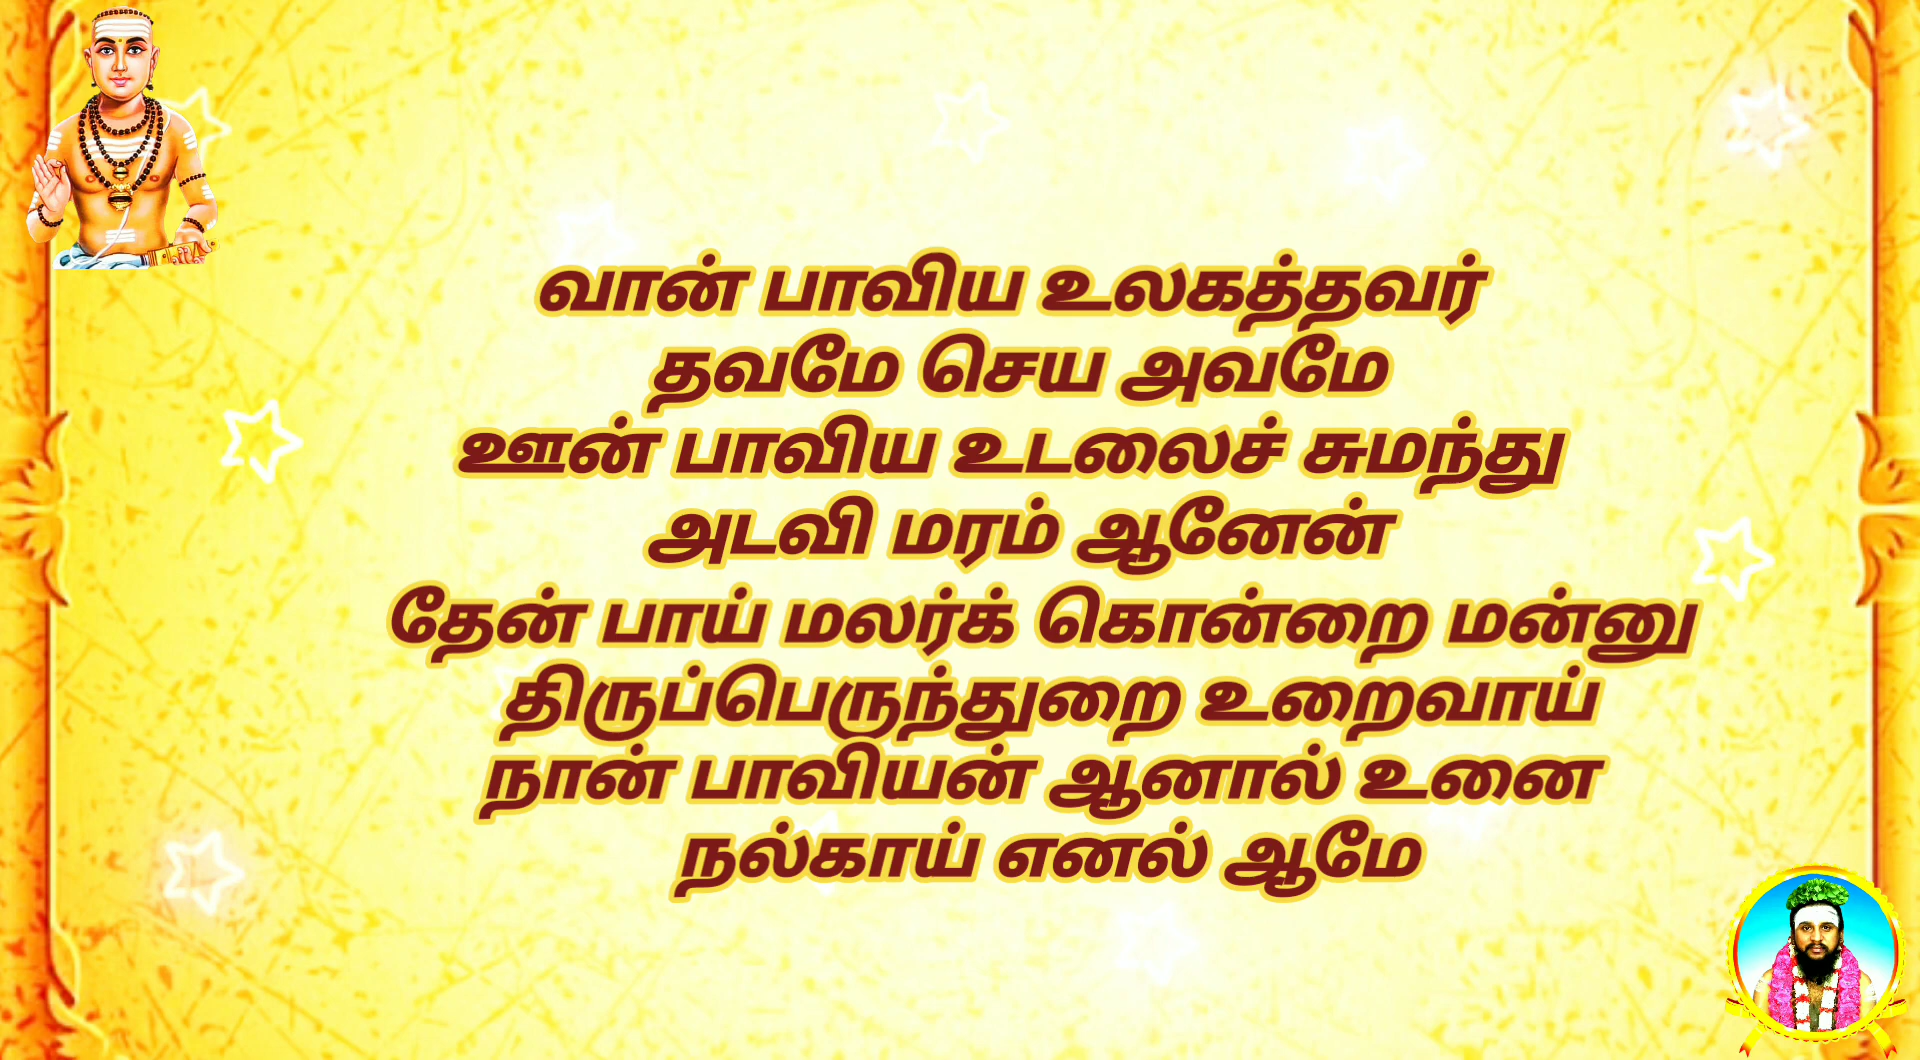 வான் பாவிய உலகத்தவர்
தவமே செய அவமே
ஊன் பாவிய உடலைச் சுமந்து
அடவி மரம் ஆனேன்
தேன் பாய் மலர்க் கொன்றை மன்னு
திருப்பெருந்துறை உறைவாய்
நான் பாவியன் ஆனால் உனை
நல்காய் எனல் ஆமே